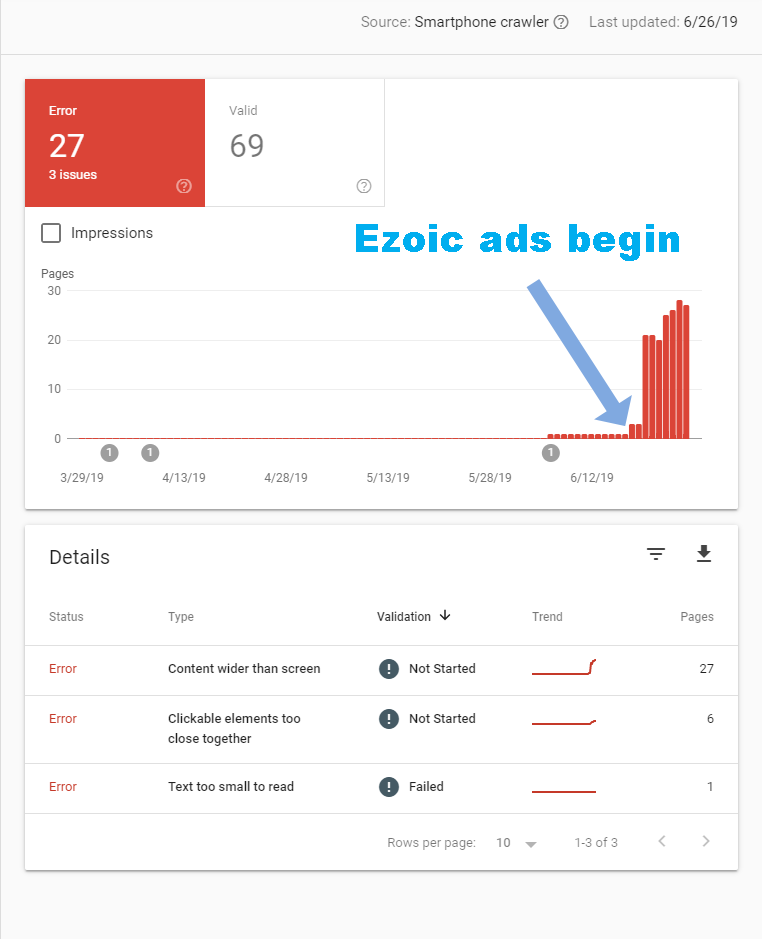 Source: Smartphone crawler ? Last updated: 6/26/19
Error
27
3 issues
?
Valid
69
?
Impressions
Ezoic ads begin
Pages
30
20
10
0
1 1 1
3/29/19 4/13/19 4/28/19 5/13/19 5/28/19 6/12/19
Details
Status Type Validation Trend Pages
Error Content wider than screen ! Not Started 27
Error Clickable elements too
close together ! Not Started 6
Error Text too small to read ! Failed 1
Rows per page: 10 1-3 of 3